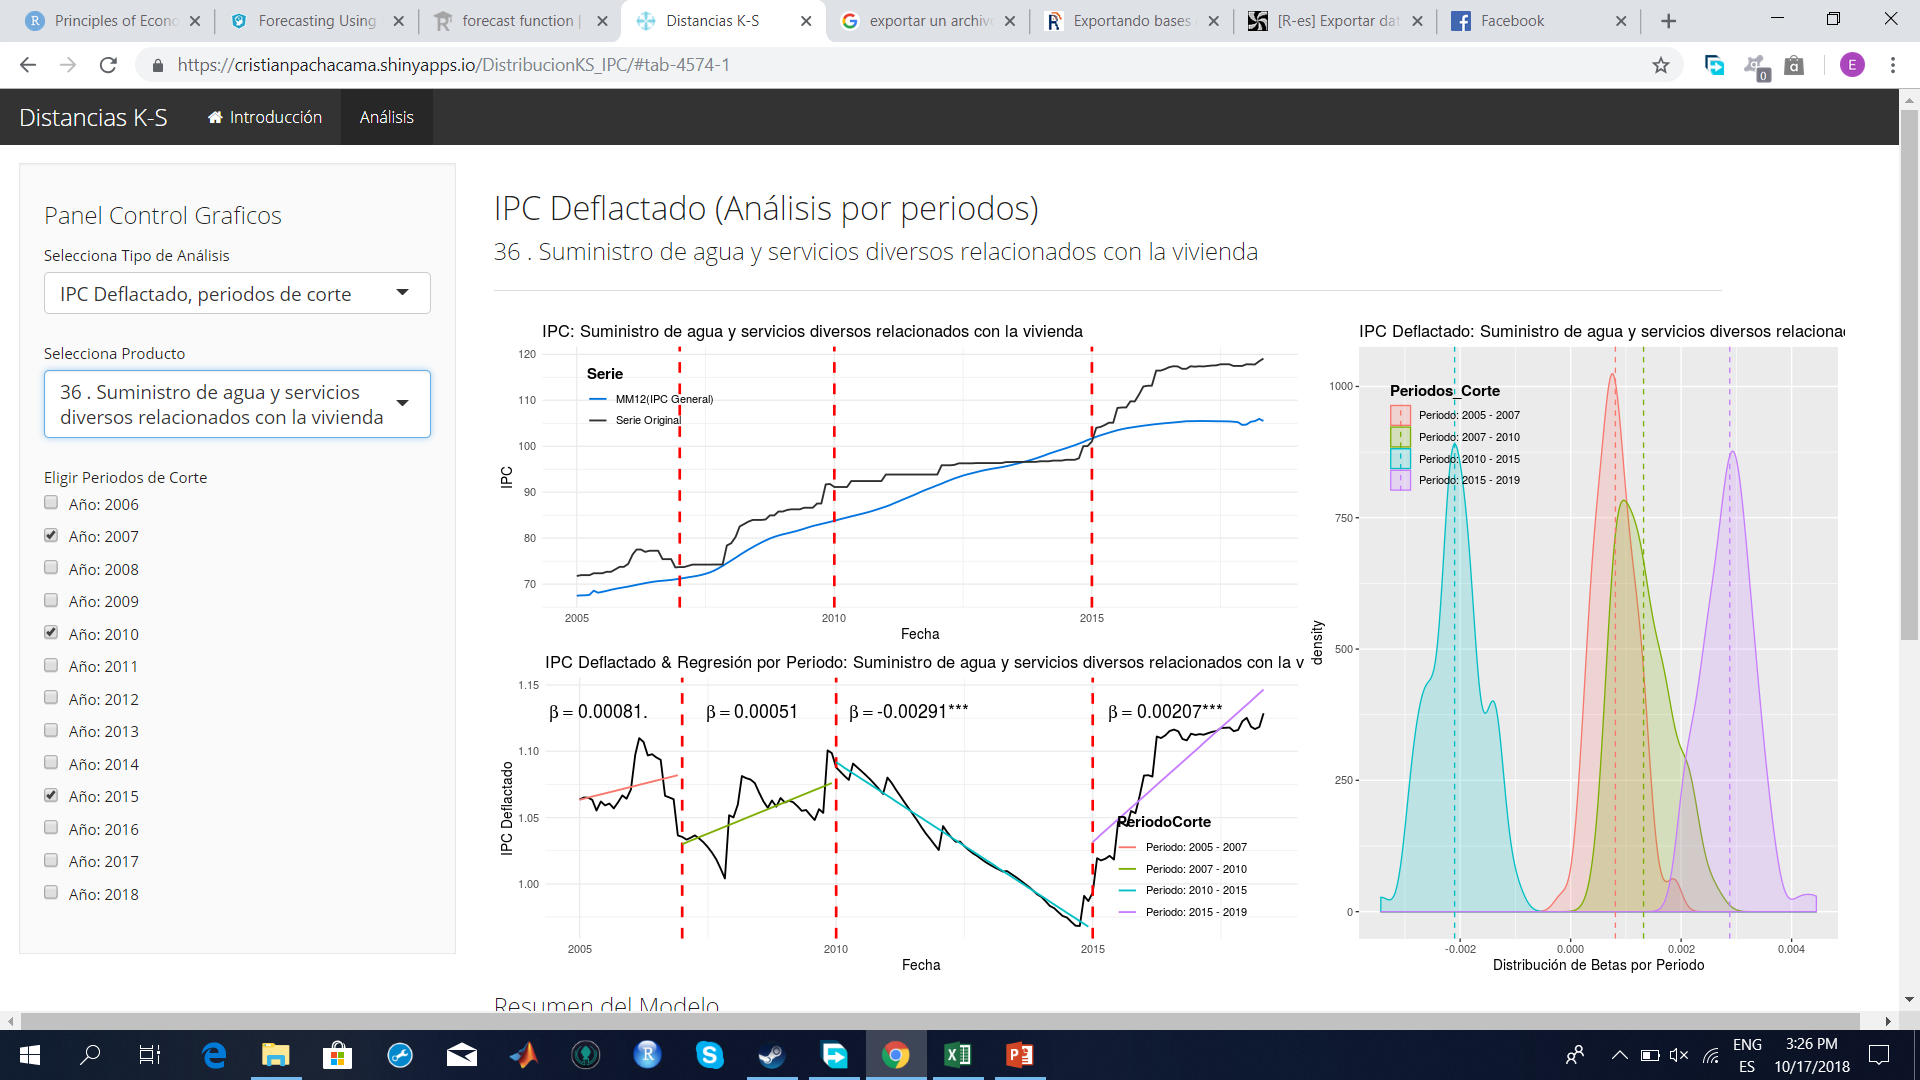 Principles of Econo
Forecasting Using
forecast function |
Distancias K-S
exportar un archivo
Exportando bases
[R-es] Exportar dat
Facebook
https://cristianpachacama.shinyapps.io/DistribucionKS_IPC/#tab-4574-1
0
E
Distancias K-S
Introducción
Análisis
Panel Control Graficos
Selecciona Tipo de Análisis
IPC Deflactado, periodos de corte
Selecciona Producto
36 . Suministro de agua y servicios
diversos relacionados con la vivienda
Eligir Periodos de Corte
Año: 2006
Año: 2007
Año: 2008
Año: 2009
Año: 2010
Año: 2011
Año: 2012
Año: 2013
Año: 2014
Año: 2015
Año: 2016
Año: 2017
Año: 2018
IPC Deflactado (Análisis por periodos)
36 . Suministro de agua y servicios diversos relacionados con la vivienda
IPC: Suministro de agua y servicios diversos relacionados con la vivienda
120
110
100
90
80
70
IPC
Serie
MM12(IPC General)
Serie Original
2005
2010
2015
Fecha
IPC Deflactado & Regresión por Periodo: Suministro de agua y servicios diversos relacionados con la v
1.15
1.10
1.05
1.00
IPC Deflactado
β = 0.00081.
β = 0.00051
β = -0.00291***
β = 0.00207***
PeriodoCorte
Periodo: 2005 - 2007
Periodo: 2007 - 2010
Periodo: 2010 - 2015
Periodo: 2015 - 2019
2005
2010
2015
Fecha
IPC Deflactado: Suministro de agua y servicios diversos relaciona
1000
750
500
250
0
density
Periodos_Corte
Periodo: 2005 - 2007
Periodo: 2007 - 2010
Periodo: 2010 - 2015
Periodo: 2015 - 2019
-0.002
0.000
0.002
0.004
Distribución de Betas por Periodo
Resumen del Modelo
ENG
ES
3:26 PM
10/17/2018